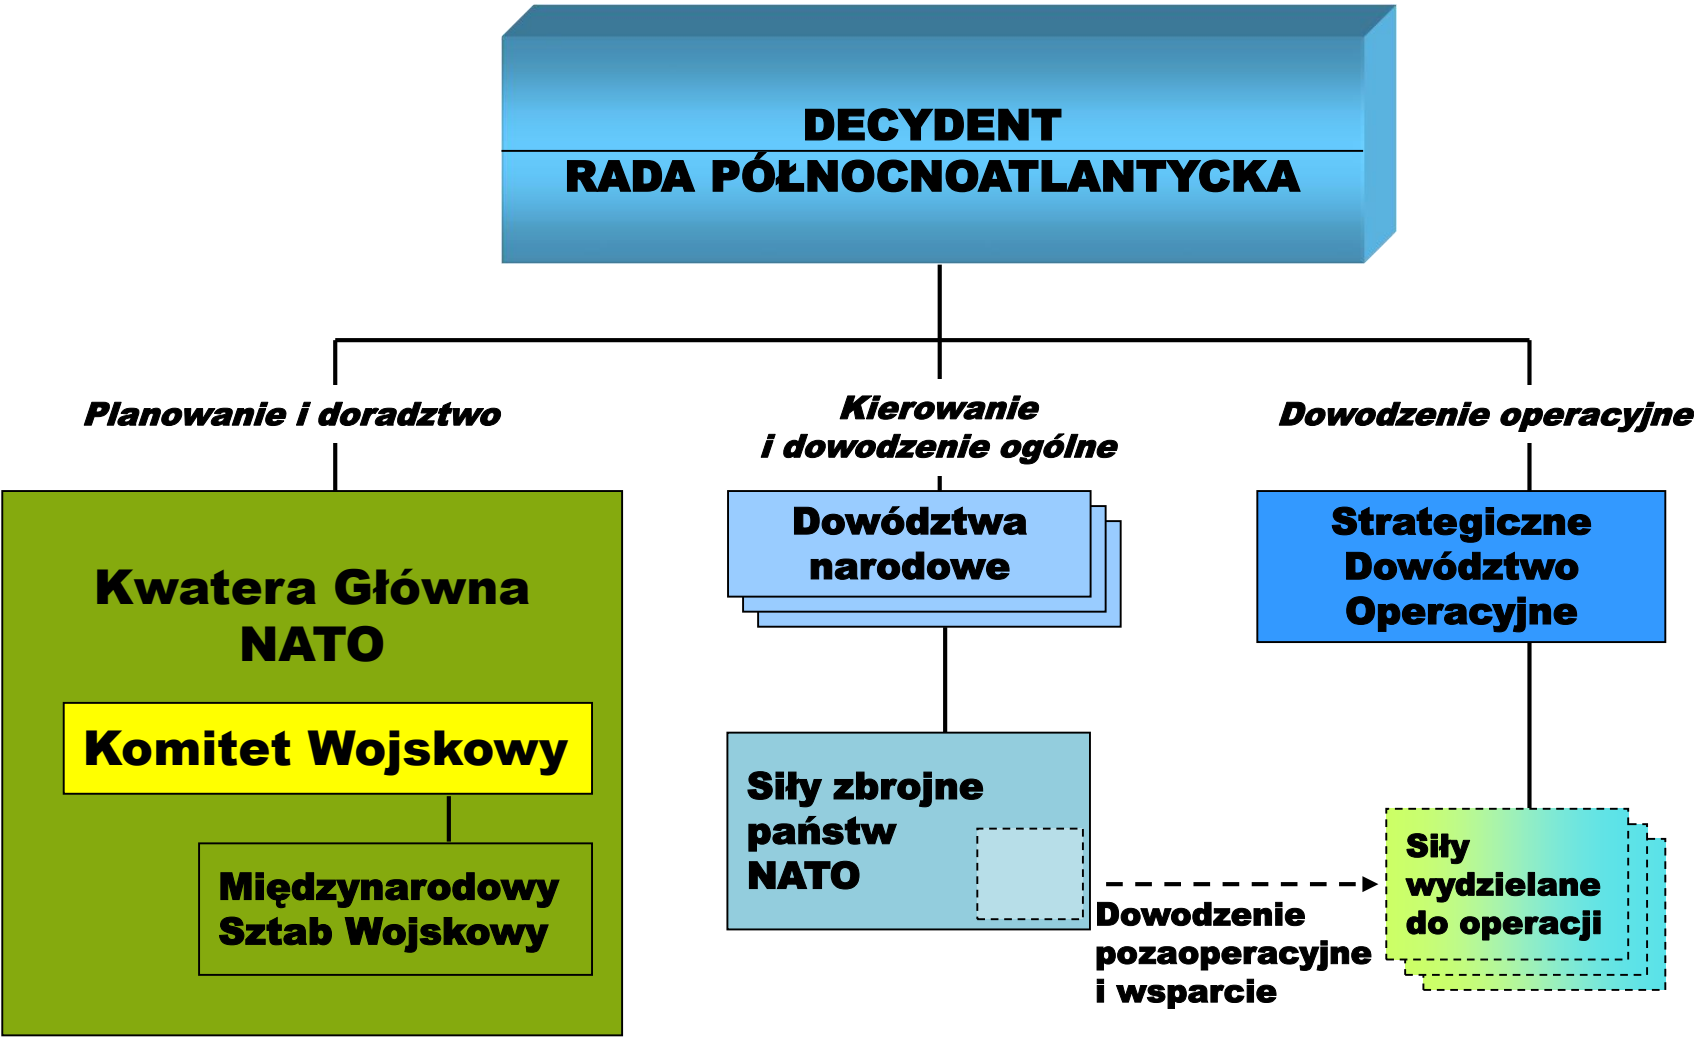 DECYDENT
RADA PÓŁNOCNOATLANTYCKA
Planowanie i doradztwo
Kierowanie
i dowodzenie ogólne
Dowodzenie operacyjne
Kwatera Główna
NATO
Komitet Wojskowy
Międzynarodowy
Sztab Wojskowy
Dowództwa
narodowe
Siły zbrojne
państw
NATO
Dowodzenie
pozaoperacyjne
i wsparcie
Strategiczne
Dowództwo
Operacyjne
Siły
wydzielane
do operacji